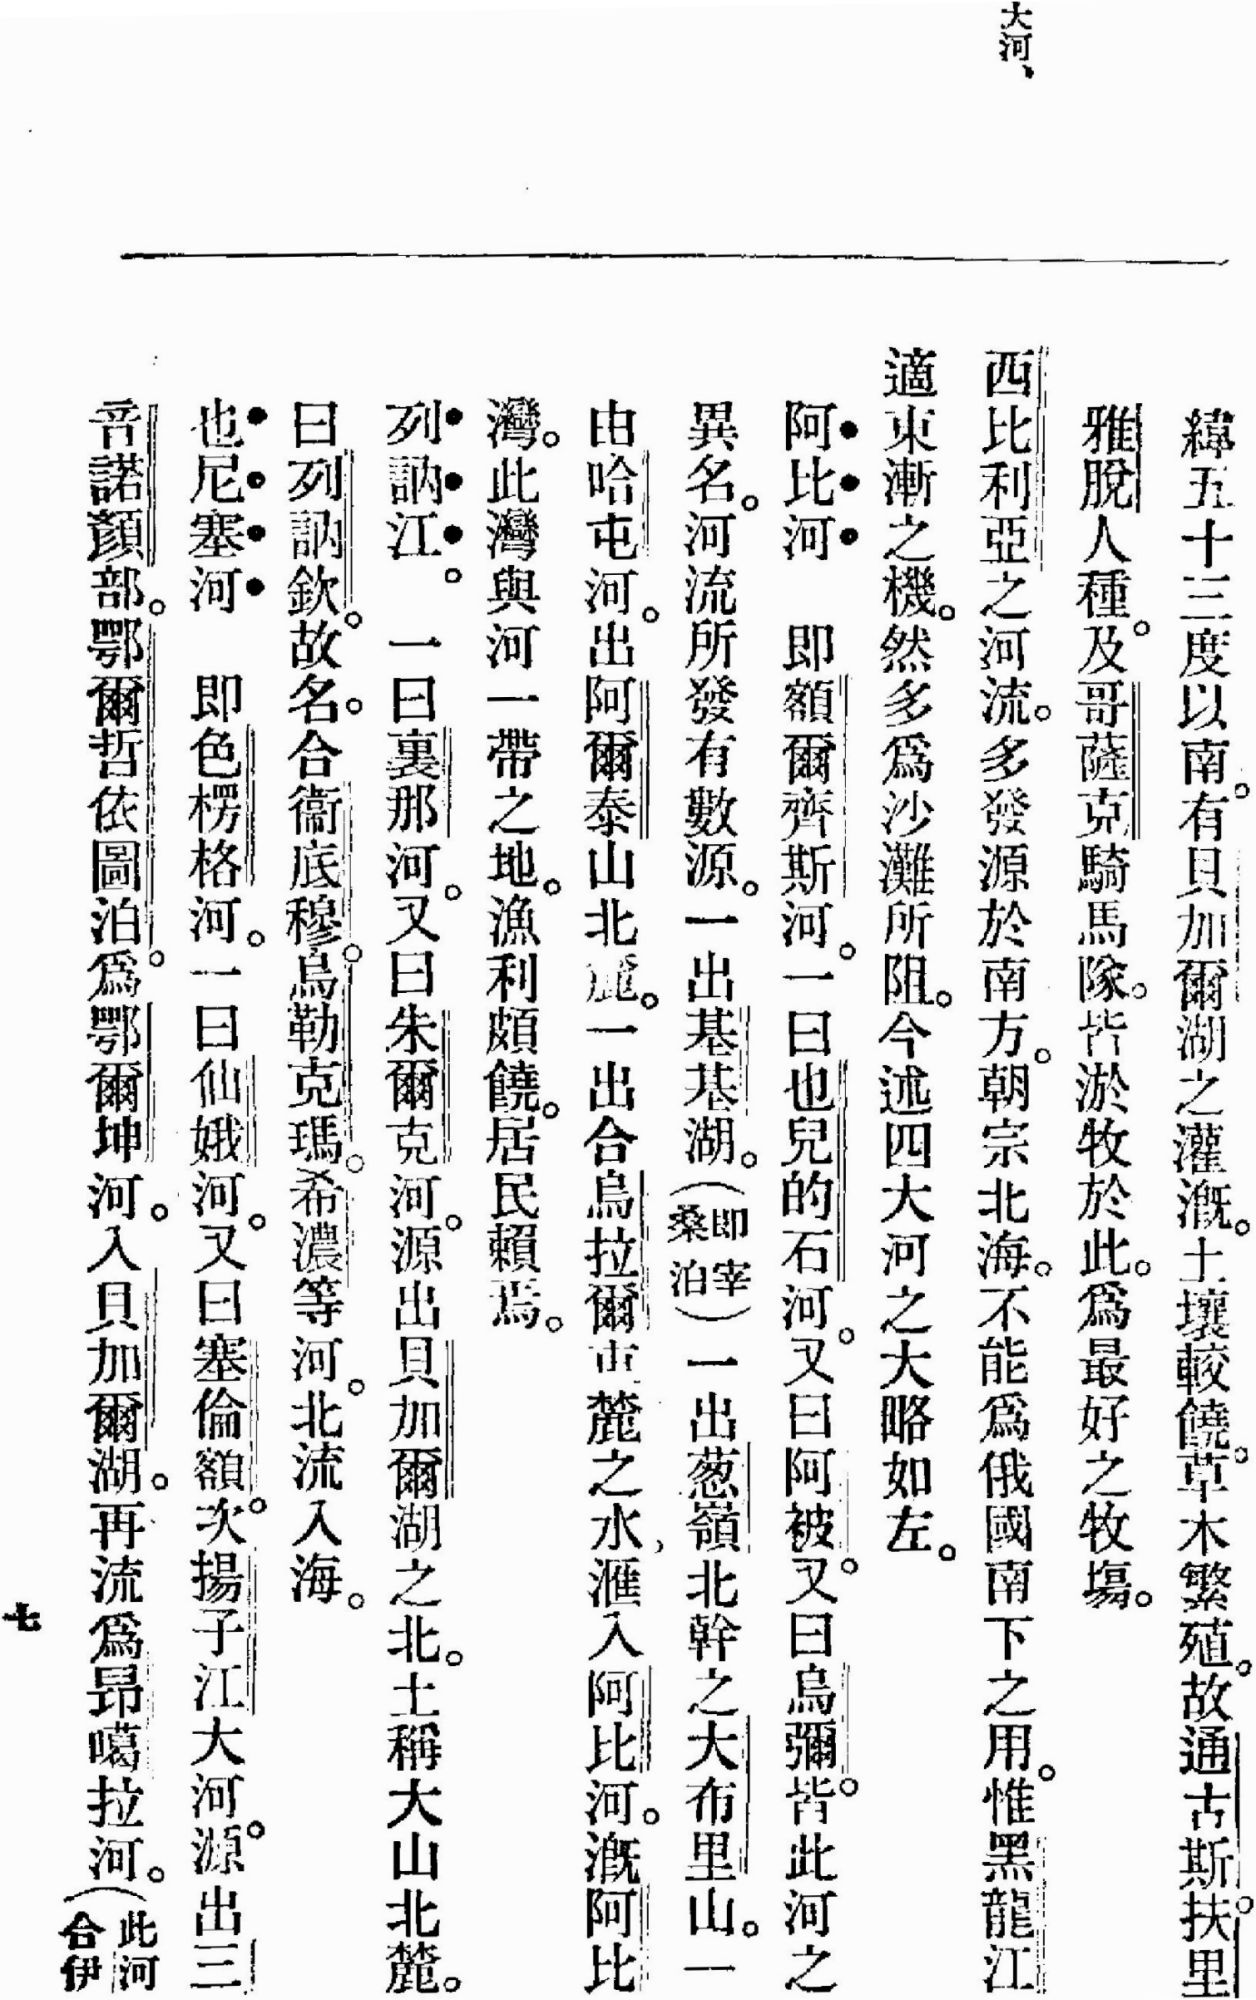 大河、
緯五十三度以南。有貝加爾湖之灌溉。土壤較饒。草木繁殖。故通古斯。扶里
雅脫人種。及哥薩克騎馬隊。皆淤牧於此。爲最好之牧塲。
西比利亞之河流。多發源於南方。朝宗北海。不能爲俄國南下之用。惟黑龍江
適東漸之機。然多爲沙灘所阻。今述四大河之大略如左。
阿比河　即額爾齊斯河。一曰也兒的石河。又曰阿被。又曰烏彌。皆此河之
異名。河流所發有數源。一出基基湖。(即宰桑泊)一出葱嶺北幹之大布里山。一
由哈屯河。出阿爾泰山北麓。一出合烏拉爾東麓之水、滙入阿比河。溉阿比
灣。此灣與河一帶之地。漁利頗饒。居民賴焉。
列訥江。　一曰裏那河。又曰朱爾克河。源出貝加爾湖之北。土稱大山北麓。
曰列訥欽。故名。合衞底穆。烏勒克瑪。希濃等河。北流入海。
也尼塞河　即色楞格河。一曰仙娥河。又曰塞倫額。次揚子江大河。源出三
音諾顏部。鄂爾哲依圖泊。爲鄂爾坤河。入貝加爾湖。再流爲昂噶拉河。(此河合伊
七